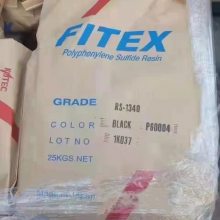 FITEX
Polyphenylene Sulfide Resin
GRADE RS-1340
COLOR BLACK P60004
LOT NO 1K037
25KGS.NET